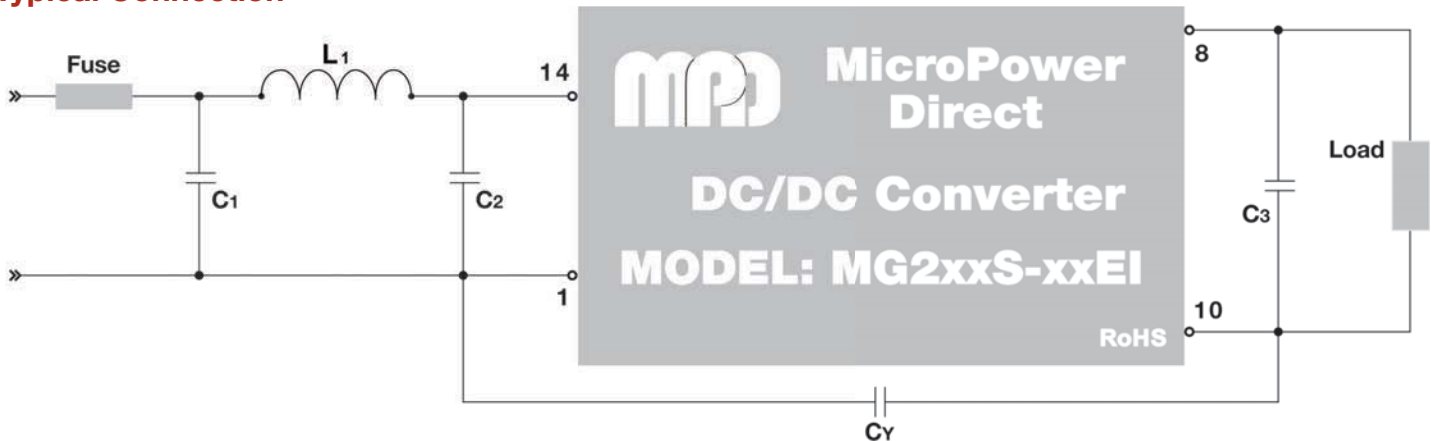 Typical Connection
Fuse
L1
14
8
MPD
MicroPower
Direct
Load
C1
C2
DC/DC Converter
C3
MODEL: MG2xxS-xxEI
1
10
RoHS
CY